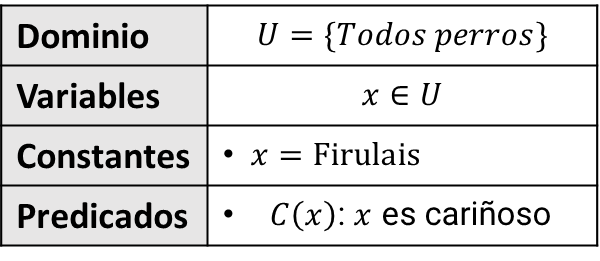 Dominio U = {Todos perros}
Variables x ∈ U
Constantes • x = Firulais
Predicados • C(x): x es cariñoso